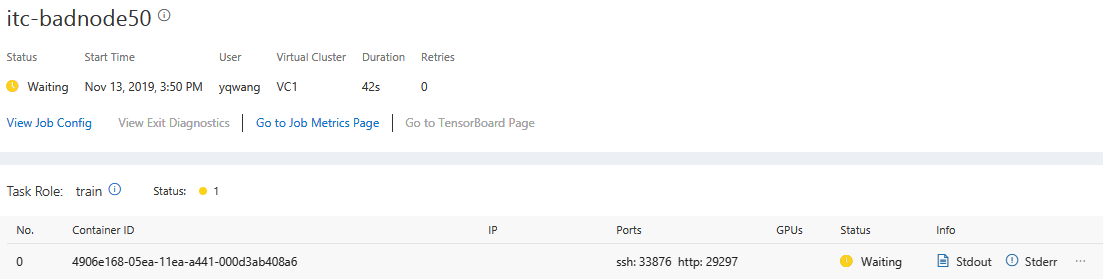 itc-badnode50
Status Start Time User Virtual Cluster Duration Retries
Waiting Nov 13, 2019, 3:50 PM yqwang VC1 42s 0
View Job Config View Exit Diagnostics Go to Job Metrics Page Go to TensorBoard Page
Task Role: train Status: 1
No. Container ID IP Ports GPUs Status Info
0 4906e168-05ea-11ea-a441-000d3ab408a6 ssh: 33876 http: 29297 Waiting Stdout Stderr ...